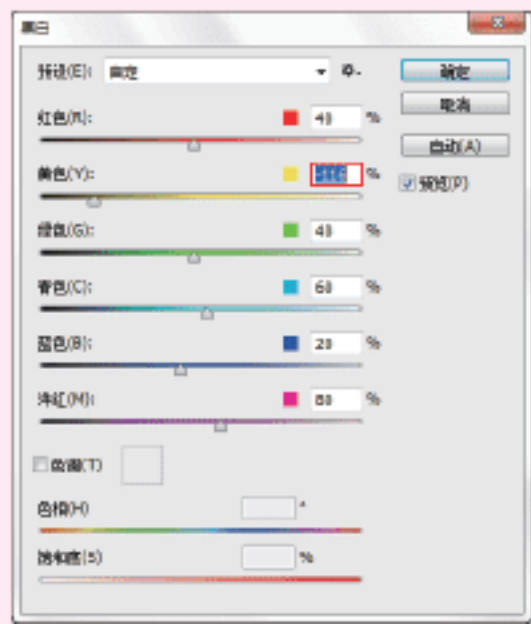 黑白
预设(E): 自定
确定
红色(R): 40 %
取消
自动(A)
黄色(Y): -116 %
预览(P)
绿色(G): 40 %
青色(C): 60 %
蓝色(B): 20 %
洋红(M): 80 %
色调(T)
色相(H) °
饱和度(S) %